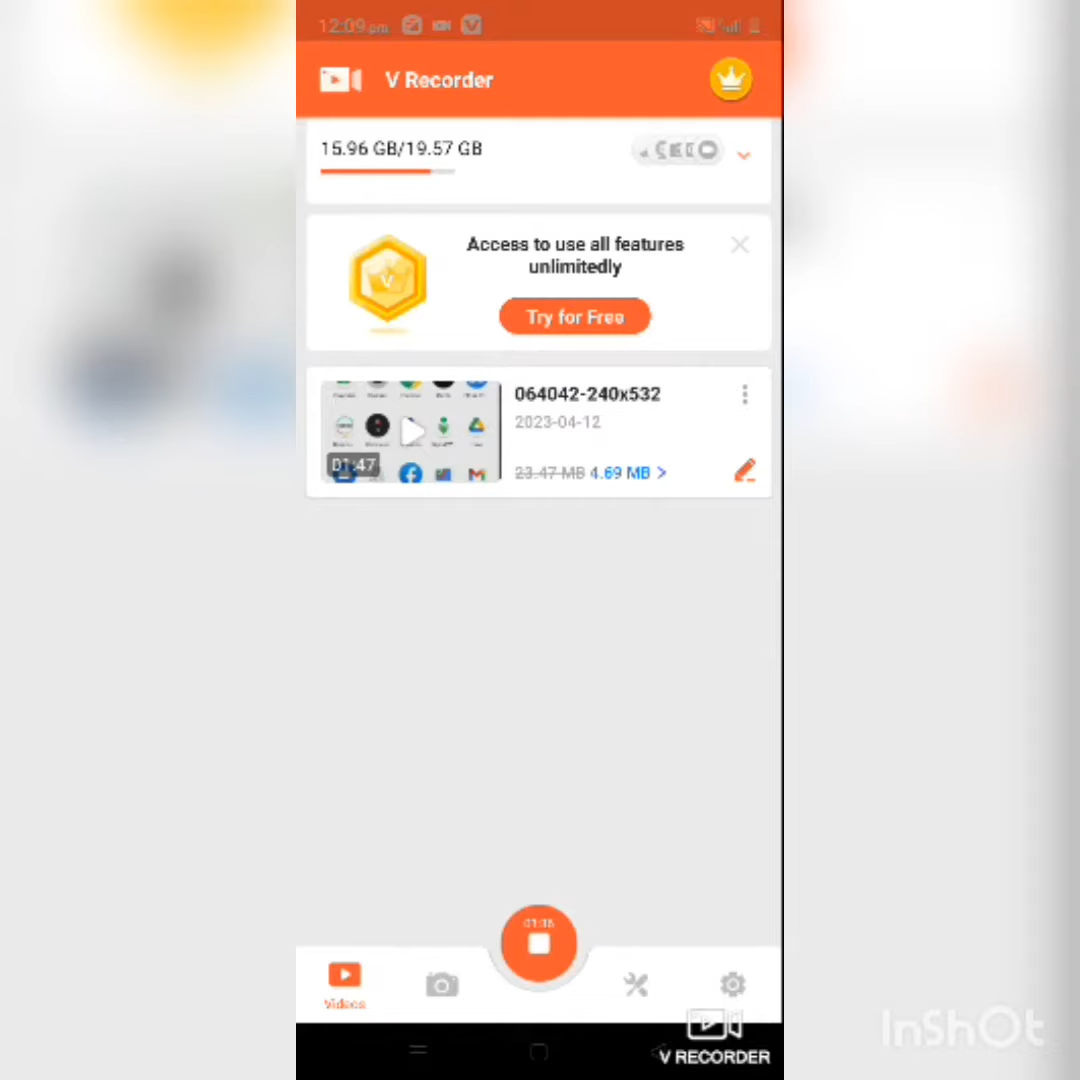 12:09 pm
V Recorder
15.96 GB/19.57 GB
Access to use all features
unlimitedly
Try for Free
064042-240x532
2023-04-12
01:47
23.47 MB 4.69 MB >
Videos
V RECORDER
InShOt